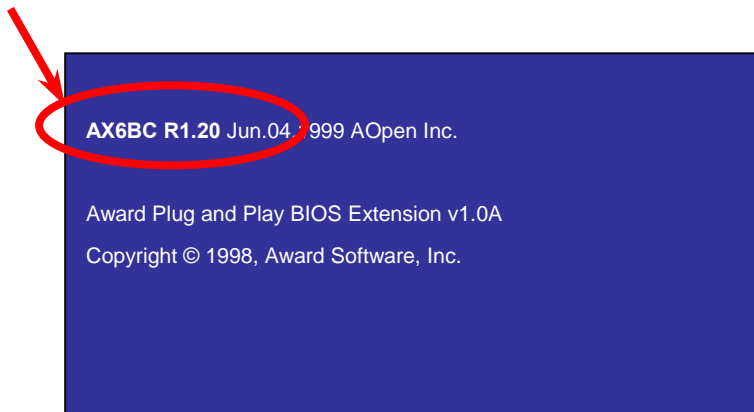 AX6BC R1.20 Jun.04.1999 AOpen Inc.
Award Plug and Play BIOS Extension v1.0A
Copyright © 1998, Award Software, Inc.